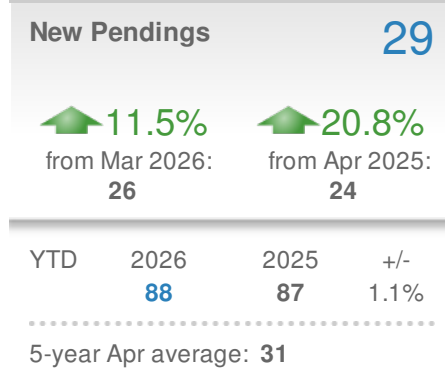 New Pendings 29
11.5% 20.8%
from Mar 2026: from Apr 2025:
26 24
YTD 2026 2025 +/-
88 87 1.1%
5-year Apr average: 31